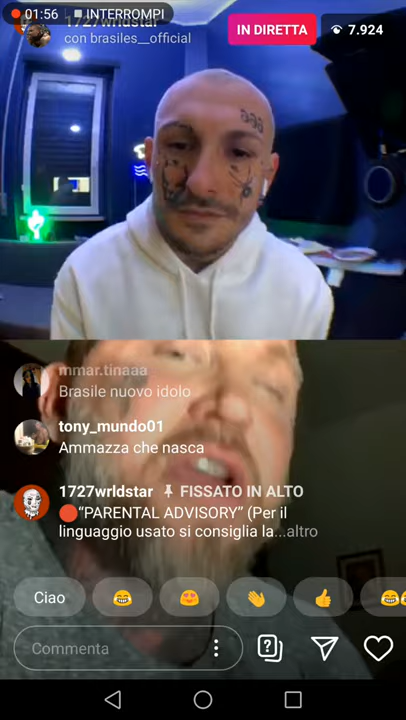 01:56 INTERROMPI
1727wrldstar
con brasiles__official
IN DIRETTA
7.924
mmar.tinaaa
Brasile nuovo idolo
tony_mundo01
Ammazza che nasca
1727wrldstar FISSATO IN ALTO
🔴“PARENTAL ADVISORY” (Per il
linguaggio usato si consiglia la...altro
Ciao
Commenta